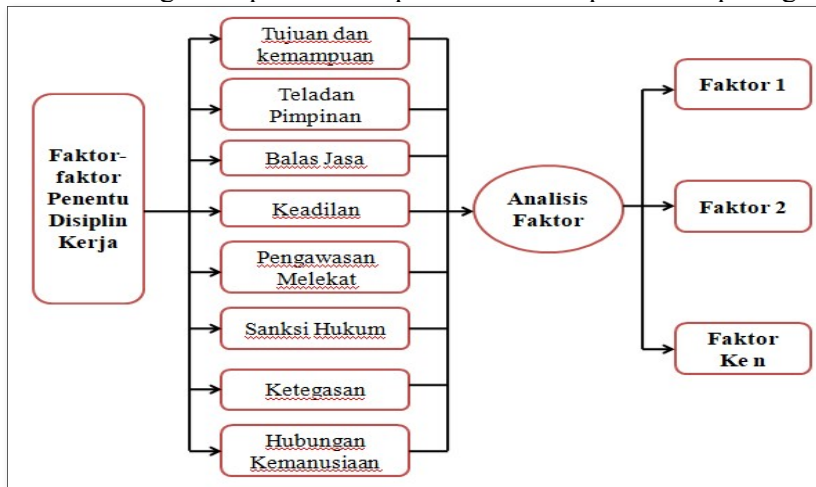 Faktor-
faktor
Penentu
Disiplin
Kerja
Tujuan dan
kemampuan
Teladan
Pimpinan
Balas Jasa
Keadilan
Pengawasan
Melekat
Sanksi Hukum
Ketegasan
Hubungan
Kemanusiaan
Analisis
Faktor
Faktor 1
Faktor 2
Faktor
Ke n